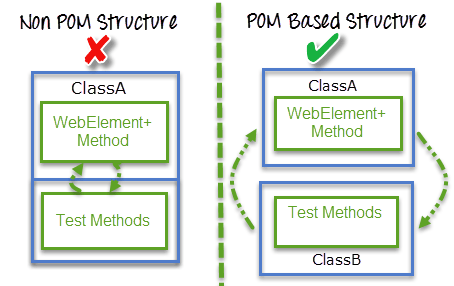 Non POM Structure
ClassA
WebElement+
Method
Test Methods
POM Based Structure
ClassA
WebElement+
Method
Test Methods
ClassB